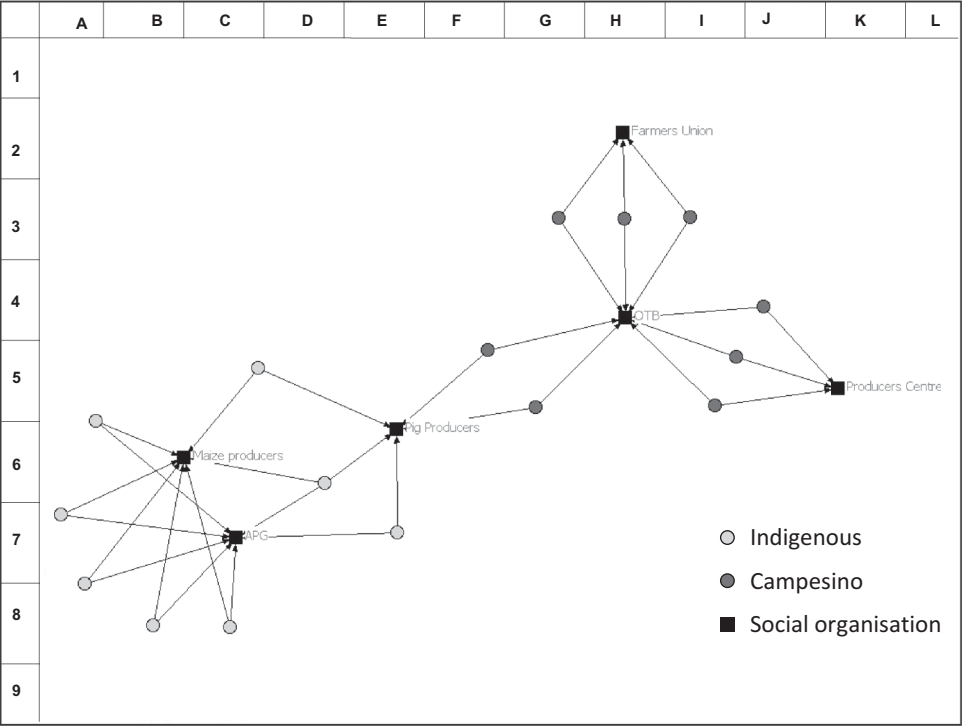 A B C D E F G H I J K L
1
2
Farmers Union
3
4
OTB
5
Producers Centre
Pig Producers
6
Maize producers
7
APG
Indigenous
Campesino
8
Social organisation
9